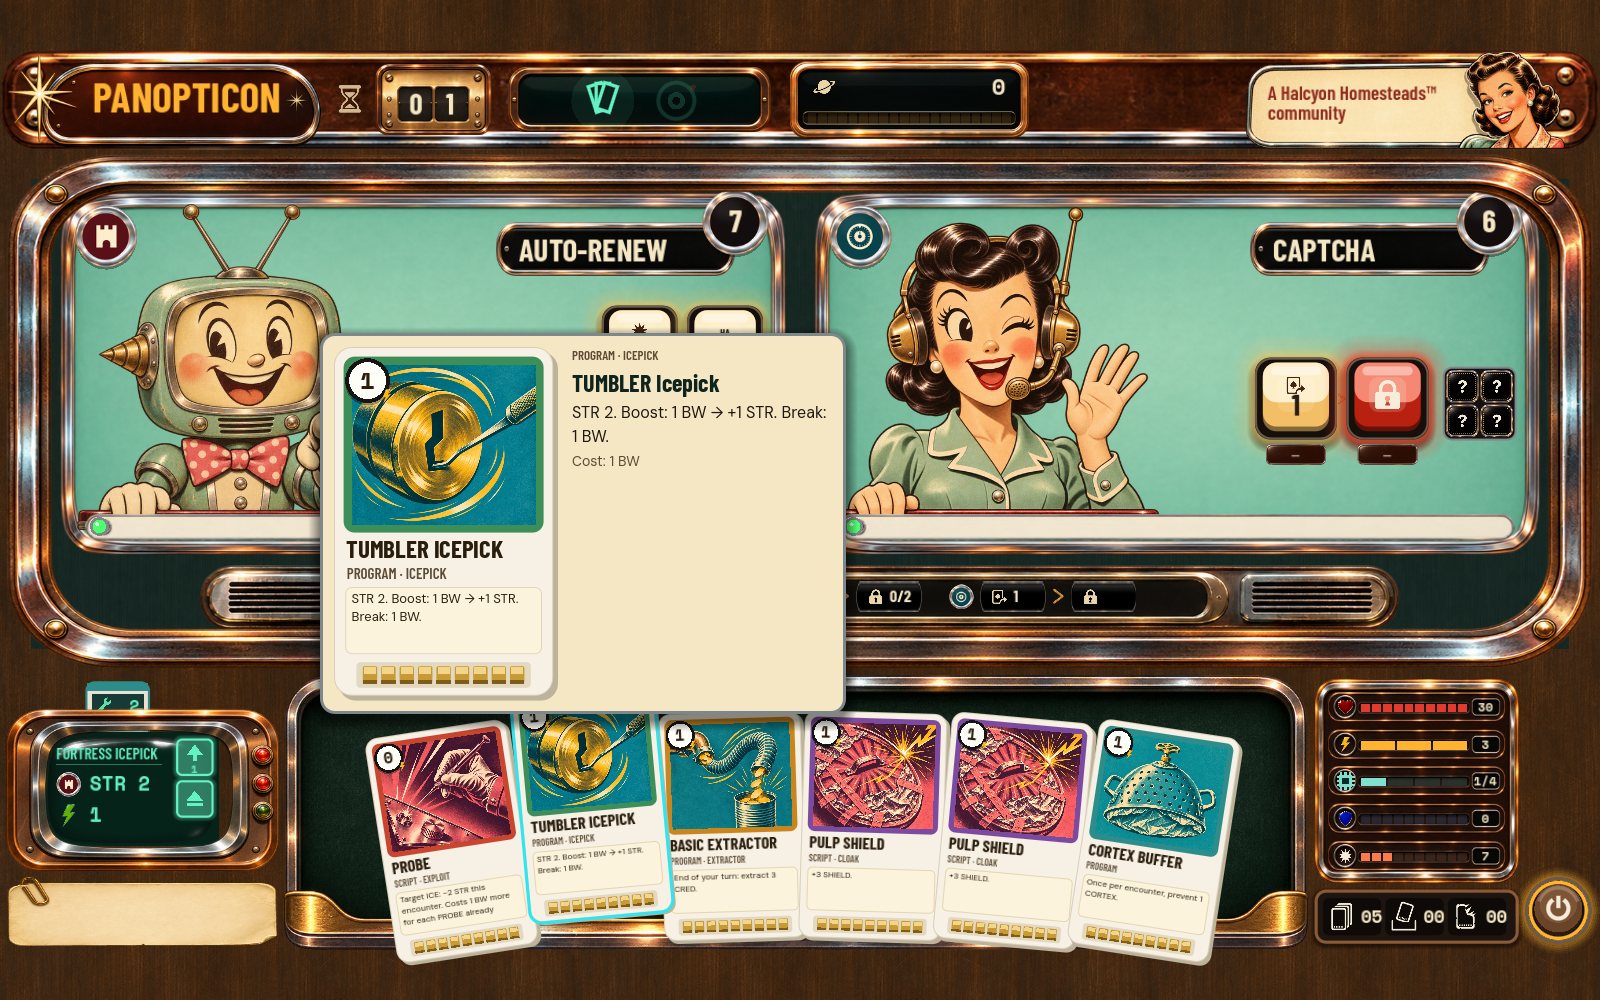 PANOPTICON
0 1
0
A Halcyon Homesteads™
community
AUTO-RENEW
7
CAPTCHA
6
1
–
–
? ?
? ?
PROGRAM · ICEPICK
TUMBLER Icepick
STR 2. Boost: 1 BW → +1 STR. Break:
1 BW.
Cost: 1 BW
1
TUMBLER ICEPICK
PROGRAM · ICEPICK
STR 2. Boost: 1 BW → +1 STR.
Break: 1 BW.
0/2
1
2
FORTRESS ICEPICK
STR 2
1
1
0
PROBE
SCRIPT · EXPLOIT
Target ICE: −2 STR this
encounter. Costs 1 BW more
for each PROBE already
1
TUMBLER ICEPICK
PROGRAM · ICEPICK
STR 2. Boost: 1 BW → +1 STR.
Break: 1 BW.
1
BASIC EXTRACTOR
PROGRAM · EXTRACTOR
End of your turn: extract 3
CRED.
1
PULP SHIELD
SCRIPT · CLOAK
+3 SHIELD.
1
PULP SHIELD
SCRIPT · CLOAK
+3 SHIELD.
1
CORTEX BUFFER
PROGRAM
Once per encounter, prevent 1
CORTEX.
30
3
1/4
0
7
05 00 00